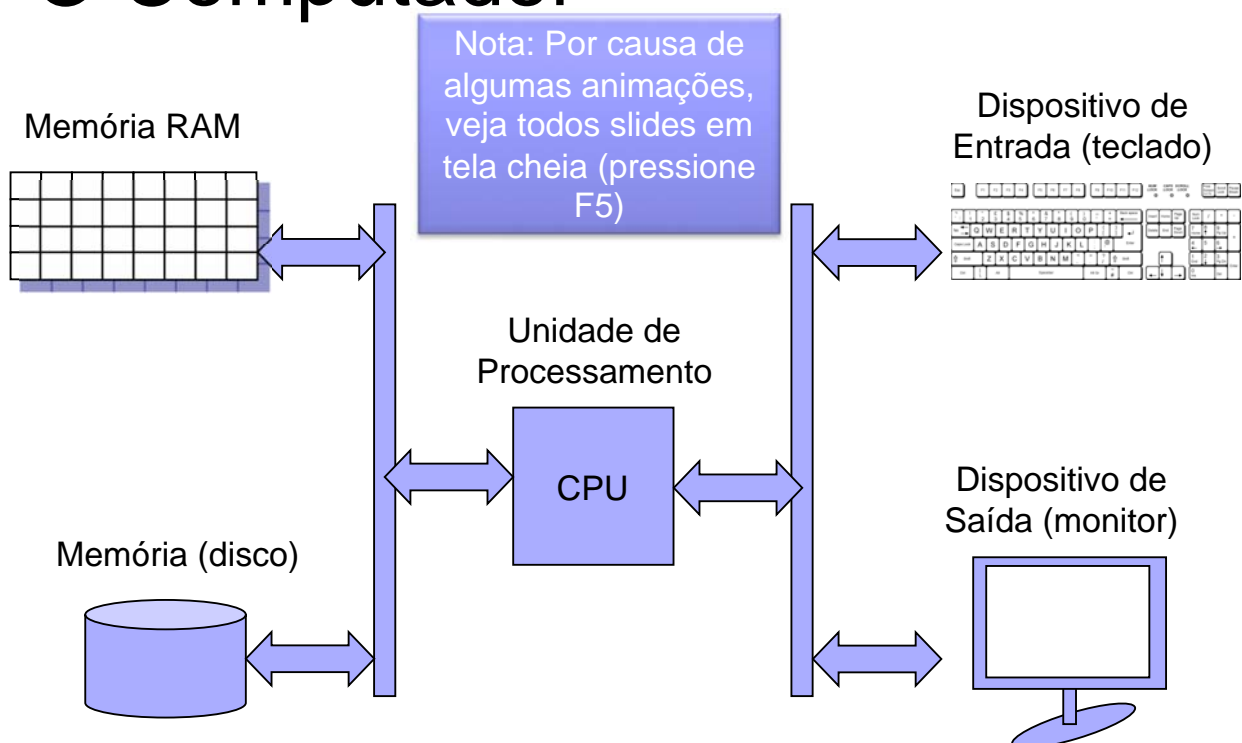 O Computador
Nota: Por causa de
algumas animações,
veja todos slides em
tela cheia (pressione
F5)
Memória RAM
Dispositivo de
Entrada (teclado)
Q W E R T Y U I O P
A S D F G H J K L
Z X C V B N M
Unidade de
Processamento
CPU
Memória (disco)
Dispositivo de
Saída (monitor)